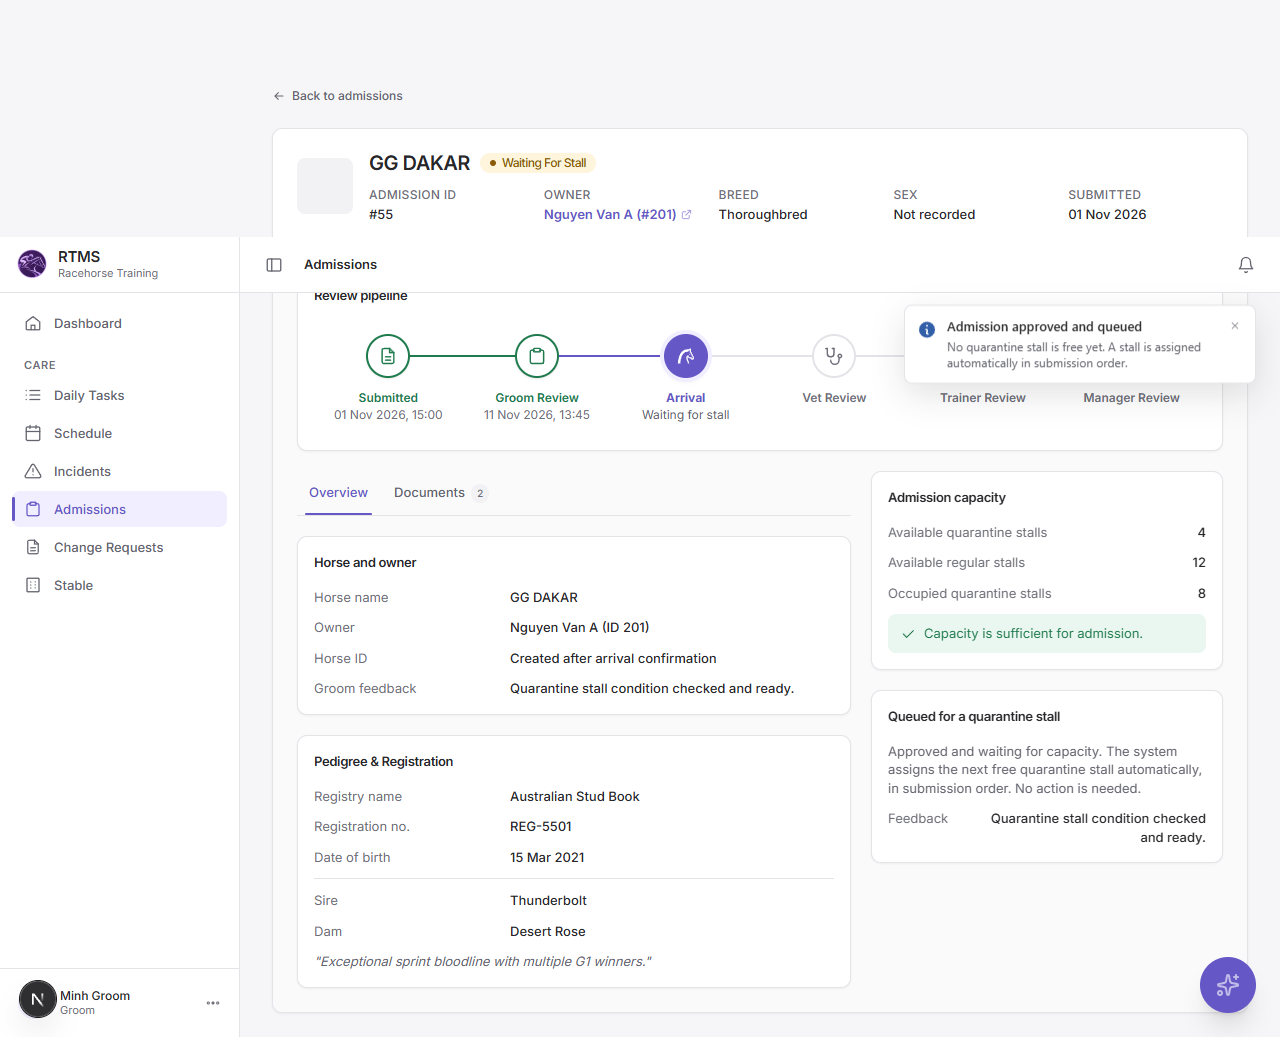 Back to admissions
GG DAKAR
Waiting For Stall
ADMISSION ID
#55
OWNER
Nguyen Van A (#201)
BREED
Thoroughbred
SEX
Not recorded
SUBMITTED
01 Nov 2026
RTMS
Racehorse Training
Admissions
Dashboard
CARE
Daily Tasks
Schedule
Incidents
Admissions
Change Requests
Stable
Minh Groom
Groom
N
Review pipeline
Admission approved and queued
No quarantine stall is free yet. A stall is assigned
automatically in submission order.
Submitted
01 Nov 2026, 15:00
Groom Review
11 Nov 2026, 13:45
Arrival
Waiting for stall
Vet Review
Trainer Review
Manager Review
Overview
Documents 2
Horse and owner
Horse name GG DAKAR
Owner Nguyen Van A (ID 201)
Horse ID Created after arrival confirmation
Groom feedback Quarantine stall condition checked and ready.
Pedigree & Registration
Registry name Australian Stud Book
Registration no. REG-5501
Date of birth 15 Mar 2021
Sire Thunderbolt
Dam Desert Rose
"Exceptional sprint bloodline with multiple G1 winners."
Admission capacity
Available quarantine stalls 4
Available regular stalls 12
Occupied quarantine stalls 8
Capacity is sufficient for admission.
Queued for a quarantine stall
Approved and waiting for capacity. The system
assigns the next free quarantine stall automatically,
in submission order. No action is needed.
Feedback Quarantine stall condition checked
and ready.